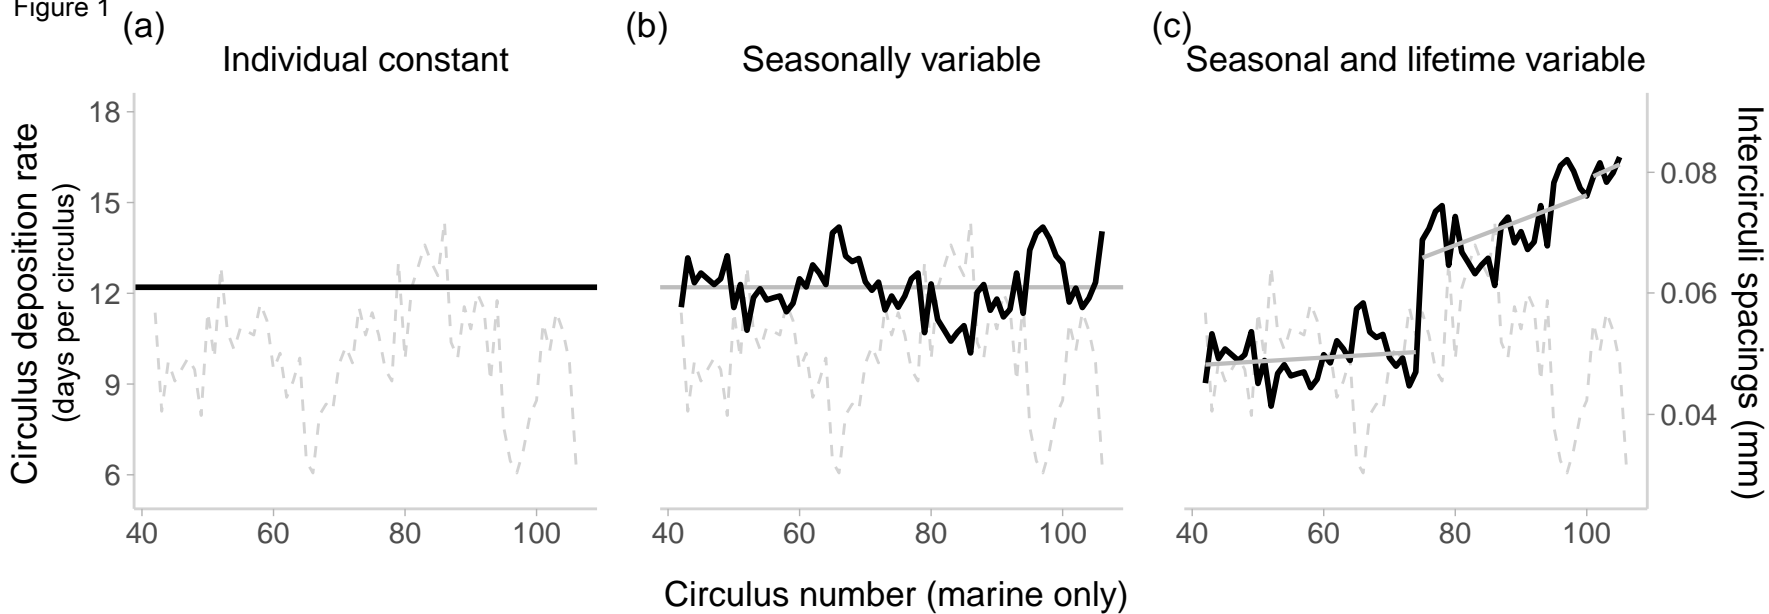 Figure 1
(a)
(b)
(c)
Individual constant
Seasonally variable
Seasonal and lifetime variable
Circulus deposition rate
(days per circulus)
18
15
12
9
6
40 60 80 100
40 60 80 100
40 60 80 100
0.08
0.06
0.04
Intercirculi spacings (mm)
Circulus number (marine only)